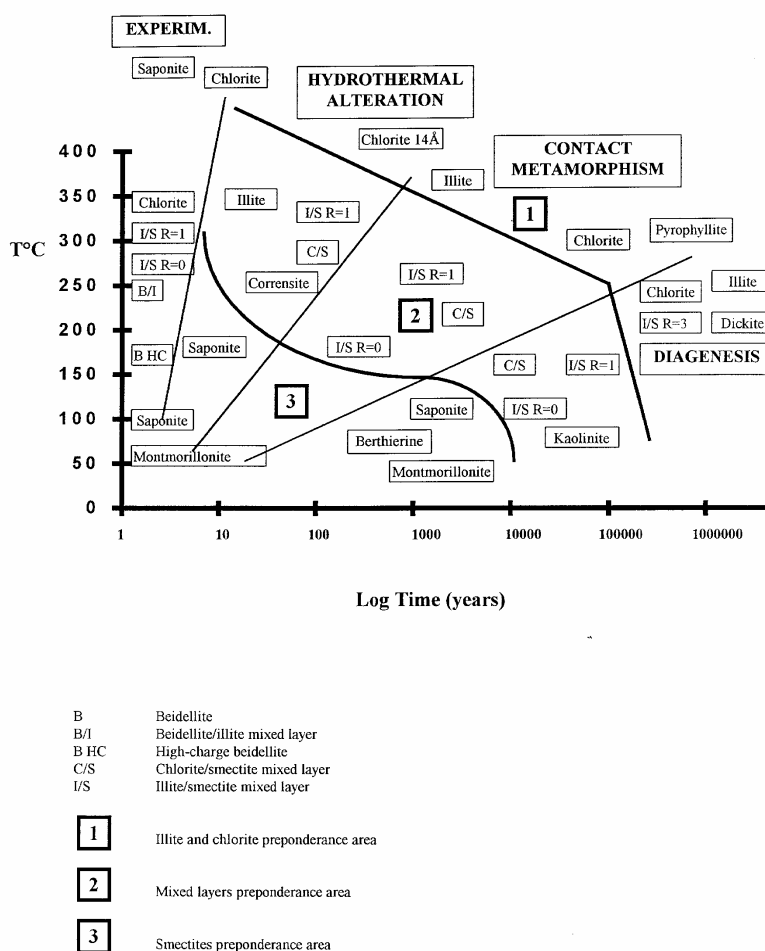 EXPERIM.
Saponite
Chlorite
HYDROTHERMAL
ALTERATION
Chlorite 14Å
CONTACT
METAMORPHISM
400
350
300
250
200
150
100
50
0
T°C
Chlorite
Illite
I/S R=1
Illite
1
I/S R=1
C/S
Chlorite
Pyrophyllite
I/S R=0
Corrensite
I/S R=1
B/I
2
C/S
Chlorite
Illite
I/S R=3
Dickite
DIAGENESIS
B HC
Saponite
I/S R=0
C/S
I/S R=1
3
Saponite
Saponite
I/S R=0
Montmorillonite
Berthierine
Kaolinite
Montmorillonite
1
10
100
1000
10000
100000
1000000
Log Time (years)
B Beidellite
B/I Beidellite/illite mixed layer
B HC High-charge beidellite
C/S Chlorite/smectite mixed layer
I/S Illite/smectite mixed layer
1 Illite and chlorite preponderance area
2 Mixed layers preponderance area
3 Smectites preponderance area